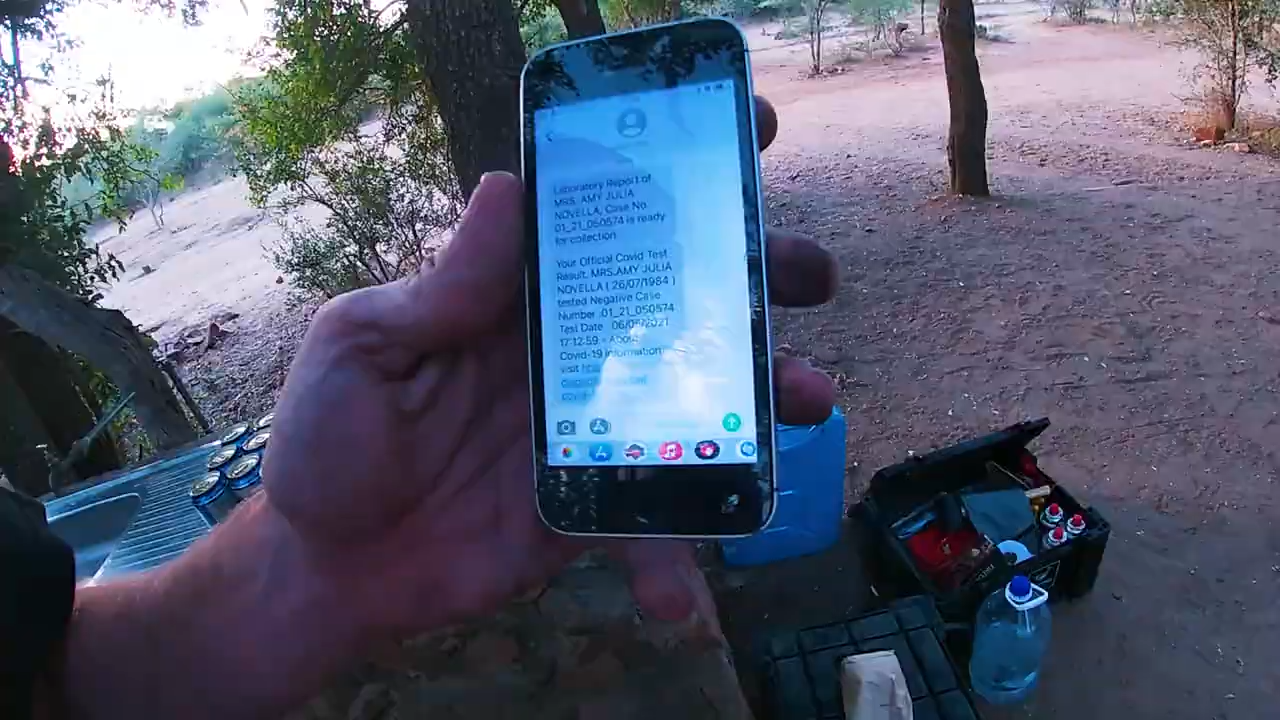 Laboratory Report of
MRS. AMY JULIA
NOVELLA, Case No
01_21_050574 is ready
for collection
Your Official Covid Test
Result. MRS.AMY JULIA
NOVELLA ( 26/07/1984 )
tested Negative Case
Number :01_21_050574
Test Date
17:12:59
About
Covid-19 information
visit